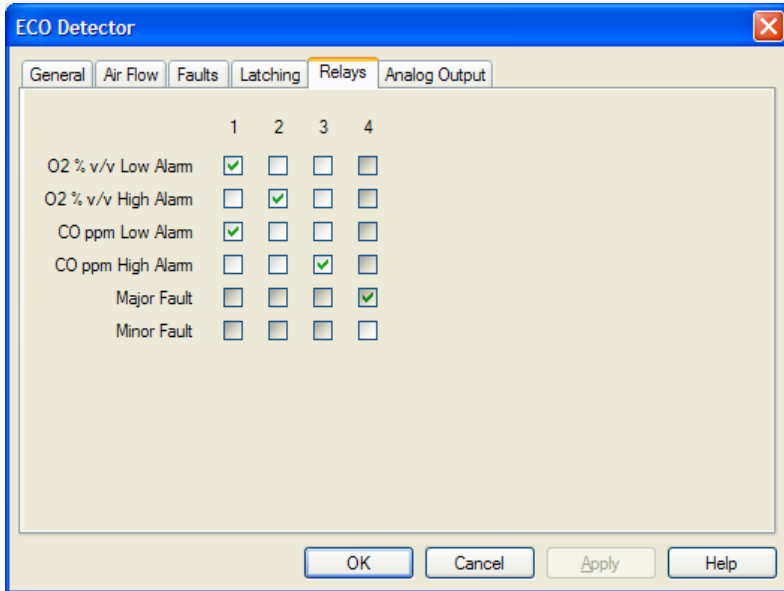 ECO Detector
General Air Flow Faults Latching Relays Analog Output
1 2 3 4
O2 % v/v Low Alarm
O2 % v/v High Alarm
CO ppm Low Alarm
CO ppm High Alarm
Major Fault
Minor Fault
OK Cancel Apply Help